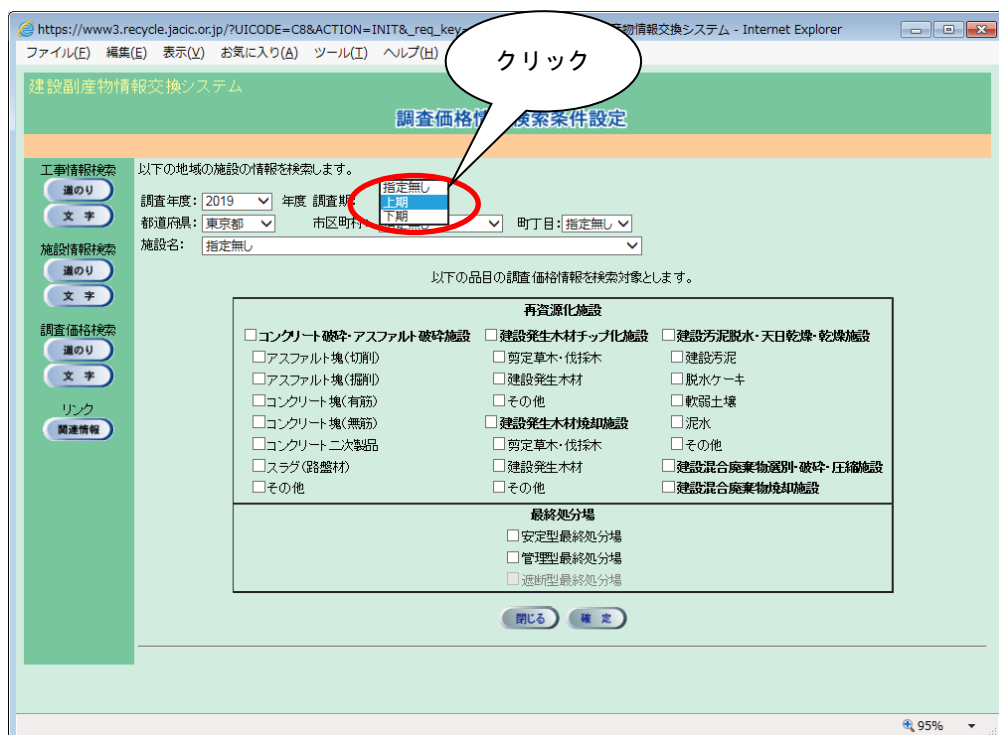 https://www3.recycle.jacic.or.jp/?UICODE=C8&ACTION=INIT&_req_key= 産物情報交換システム - Internet Explorer
ファイル(F) 編集(E) 表示(V) お気に入り(A) ツール(T) ヘルプ(H)
クリック
建設副産物情報交換システム
調査価格情 検索条件設定
工事情報検索
道のり
文 字
施設情報検索
道のり
文 字
調査価格検索
道のり
文 字
リンク
関連情報
以下の地域の施設の情報を検索します。
調査年度: 2019 年度 調査期:
指定無し
上期
下期
都道府県: 東京都 市区町村: 指定無し 町丁目: 指定無し
施設名: 指定無し
以下の品目の調査価格情報を検索対象とします。
再資源化施設
コンクリート破砕・アスファルト破砕施設 建設発生木材チップ化施設 建設汚泥脱水・天日乾燥・乾燥施設
アスファルト塊(切削) 剪定草木・伐採木 建設汚泥
アスファルト塊(掘削) 建設発生木材 脱水ケーキ
コンクリート塊(有筋) その他 軟弱土壌
コンクリート塊(無筋) 建設発生木材焼却施設 泥水
コンクリート二次製品 剪定草木・伐採木 その他
スラグ(路盤材) 建設発生木材 建設混合廃棄物選別・破砕・圧縮施設
その他 その他 建設混合廃棄物焼却施設
最終処分場
安定型最終処分場
管理型最終処分場
遮断型最終処分場
閉じる 確 定
95%